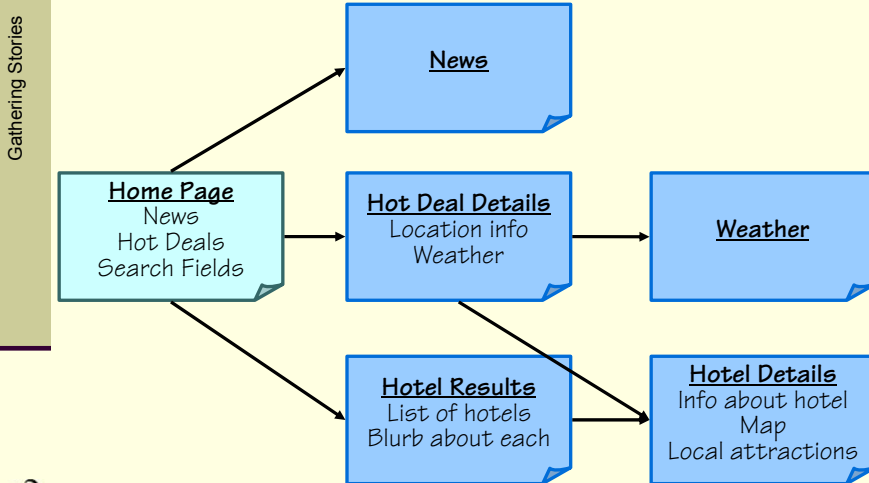 Gathering Stories
News
Home Page
News
Hot Deals
Search Fields
Hot Deal Details
Location info
Weather
Weather
Hotel Results
List of hotels
Blurb about each
Hotel Details
Info about hotel
Map
Local attractions